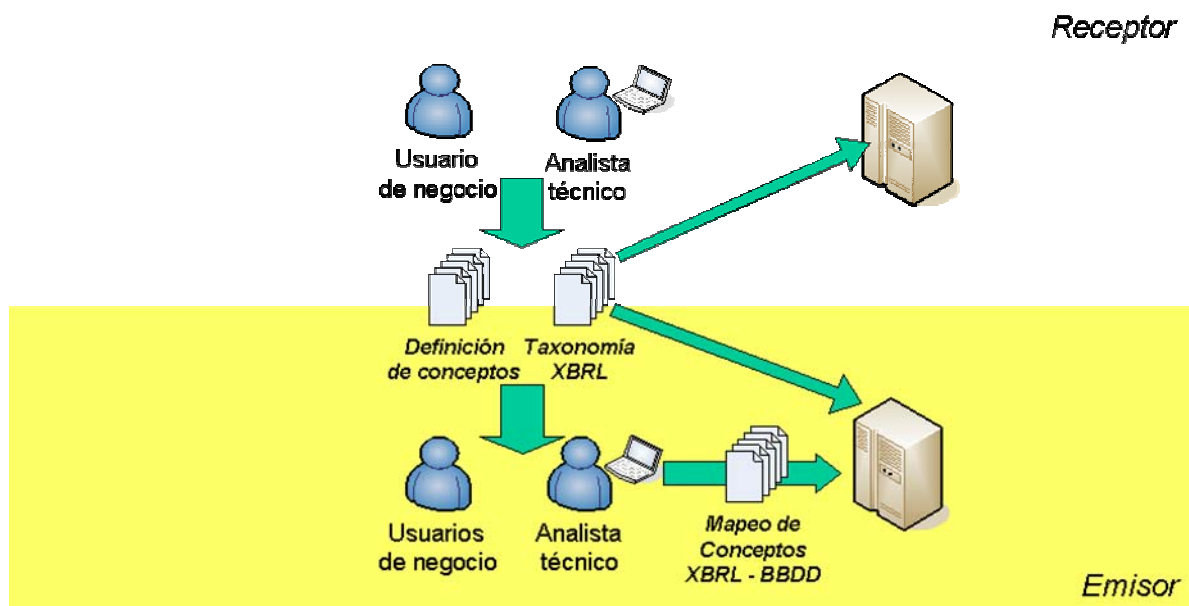 Receptor
Usuario
de negocio
Analista
técnico
Definición
de conceptos
Taxonomía
XBRL
Usuarios
de negocio
Analista
técnico
Mapeo de
Conceptos
XBRL - BBDD
Emisor